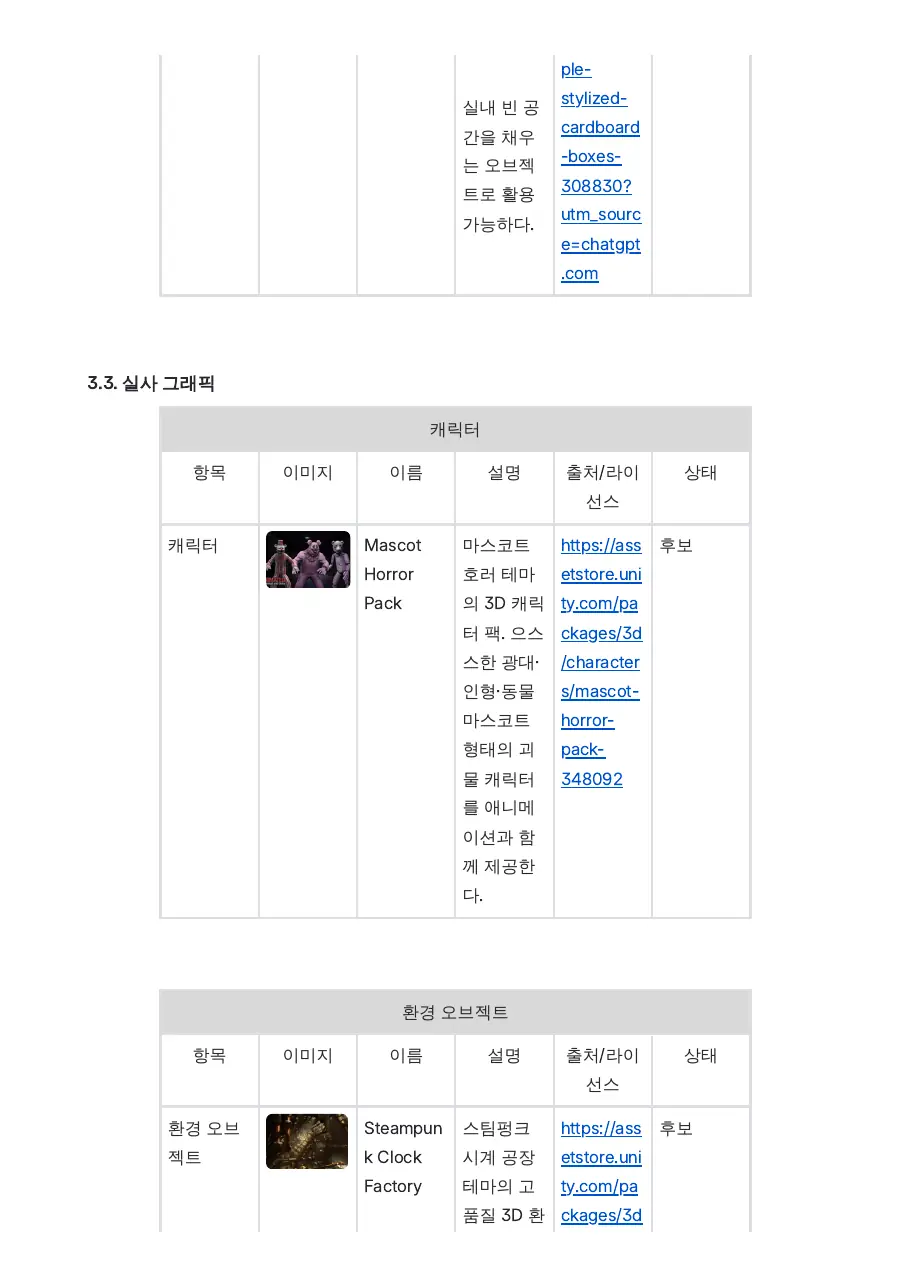 실내 빈 공
간을 채우
는 오브젝
트로 활용
가능하다.
ple-
stylized-
cardboard
-boxes-
308830?
utm_sourc
e=chatgpt
.com
3.3. 실사 그래픽
캐릭터
항목
이미지
이름
설명
출처/라이
선스
상태
캐릭터
Mascot
Horror
Pack
마스코트
호러 테마
의 3D 캐릭
터 팩. 으스
스한 광대·
인형·동물
마스코트
형태의 괴
물 캐릭터
를 애니메
이션과 함
께 제공한
다.
https://ass
etstore.uni
ty.com/pa
ckages/3d
/character
s/mascot-
horror-
pack-
348092
후보
환경 오브젝트
항목
이미지
이름
설명
출처/라이
선스
상태
환경 오브
젝트
Steampun
k Clock
Factory
스팀펑크
시계 공장
테마의 고
품질 3D 환
https://ass
etstore.uni
ty.com/pa
ckages/3d
후보